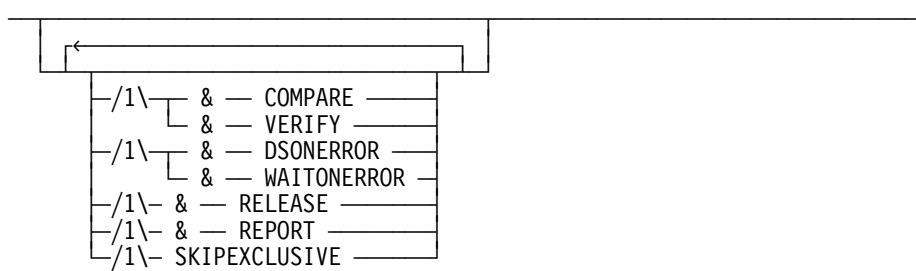 /1\ & COMPARE
& VERIFY
/1\ & DSONERROR
& WAITONERROR
/1\ & RELEASE
/1\ & REPORT
/1\ SKIPEXCLUSIVE